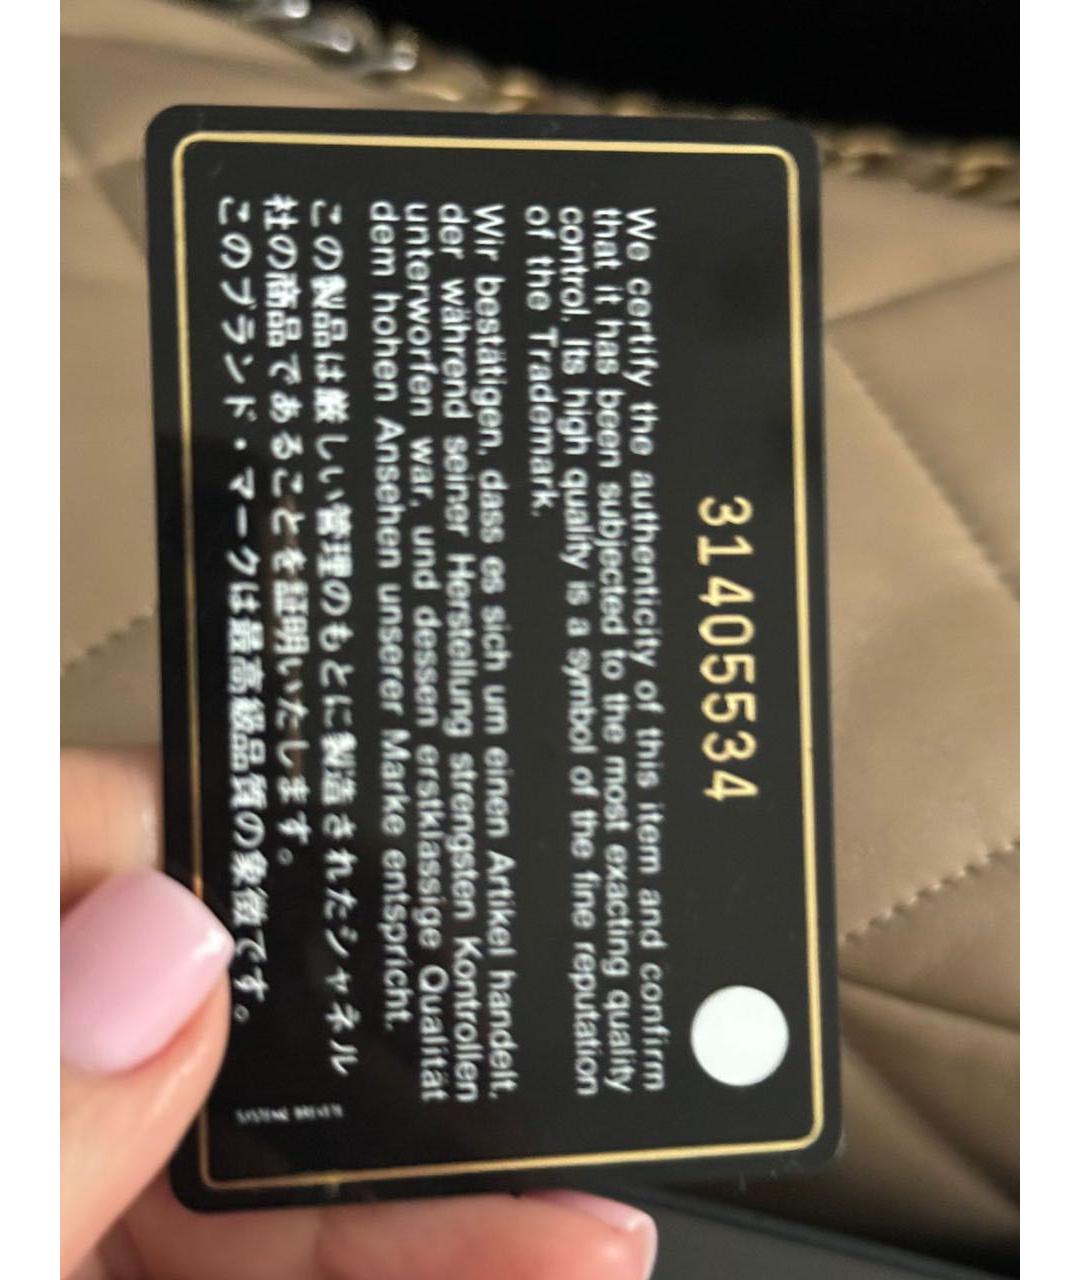 31405534
We certify the authenticity of this item and confirm
that it has been subjected to the most exacting quality
control. Its high quality is a symbol of the fine reputation
of the Trademark.
Wir bestätigen, dass es sich um einen Artikel handelt,
der während seiner Herstellung strengsten Kontrollen
unterworfen war, und dessen erstklassige Qualität
dem hohen Ansehen unserer Marke entspricht.
この製品は厳しい管理のもとに製造されたシャネル
社の商品であることを証明いたします。
このブランド・マークは最高級品質の象徴です。